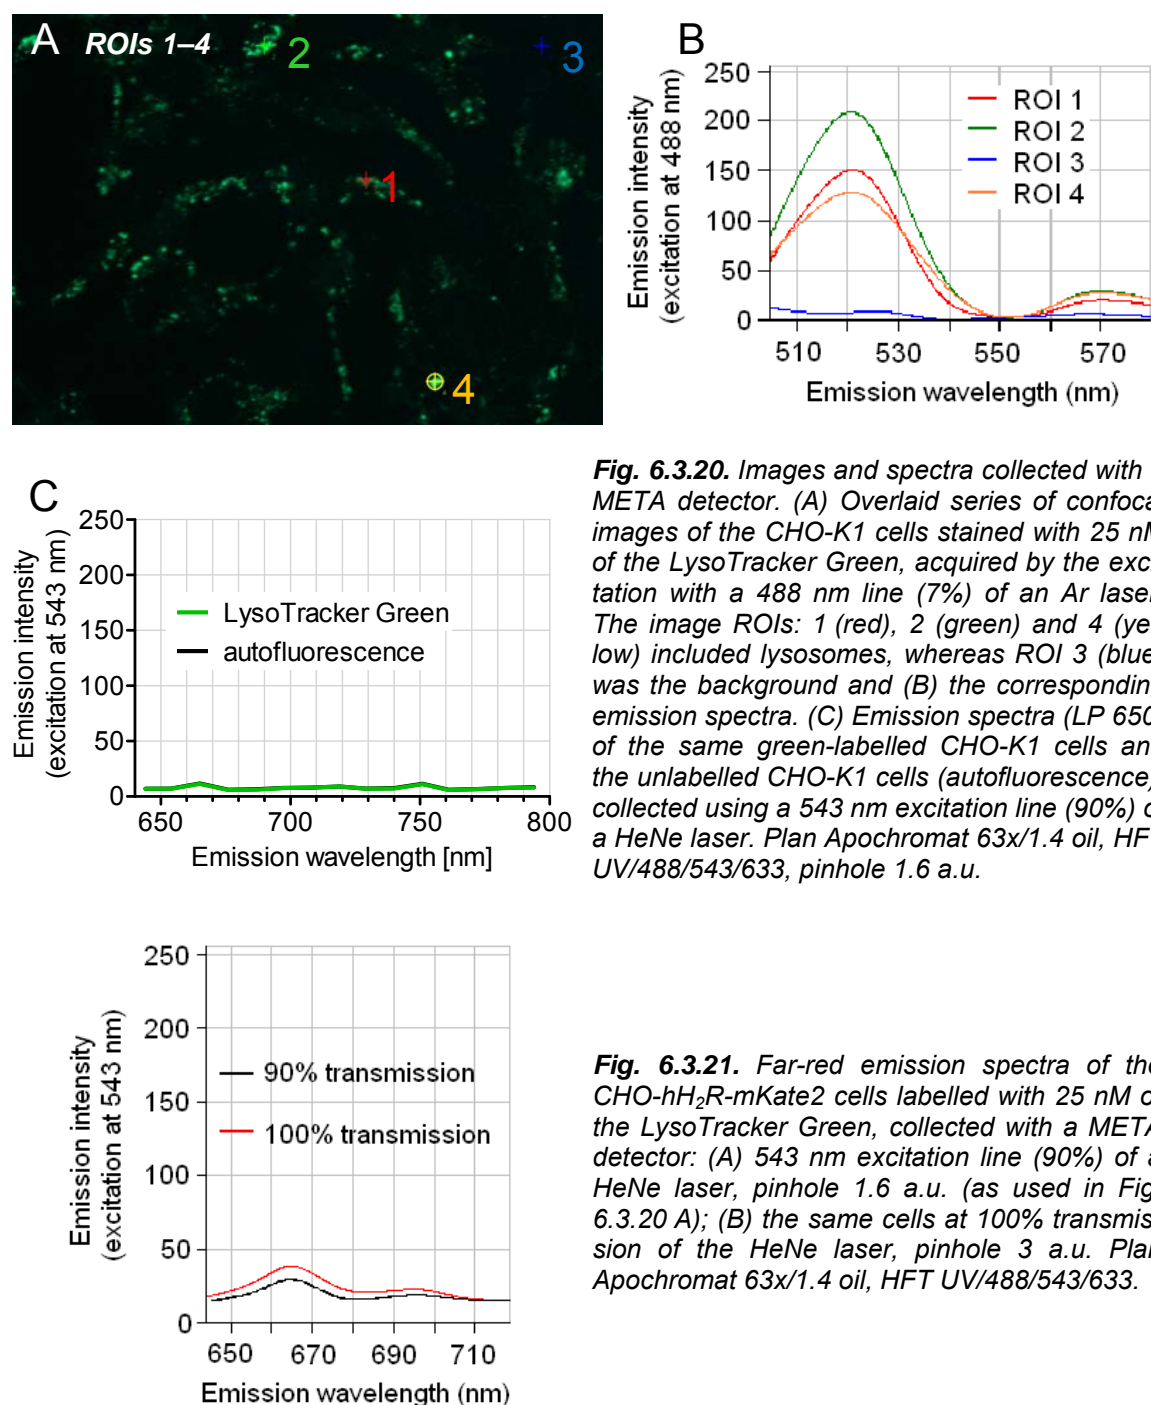 A ROIs 1–4
2
3
1
4
B
Emission intensity
(excitation at 488 nm)
250
200
150
100
50
0
ROI 1
ROI 2
ROI 3
ROI 4
510 530 550 570
Emission wavelength (nm)
C
Emission intensity
(excitation at 543 nm)
250
200
150
100
50
0
LysoTracker Green
autofluorescence
650 700 750 800
Emission wavelength [nm]
Fig. 6.3.20. Images and spectra collected with
META detector. (A) Overlaid series of confoca
images of the CHO-K1 cells stained with 25 nM
of the LysoTracker Green, acquired by the exci
tation with a 488 nm line (7%) of an Ar laser
The image ROIs: 1 (red), 2 (green) and 4 (ye
low) included lysosomes, whereas ROI 3 (blue
was the background and (B) the correspondin
emission spectra. (C) Emission spectra (LP 650
of the same green-labelled CHO-K1 cells an
the unlabelled CHO-K1 cells (autofluorescence)
collected using a 543 nm excitation line (90%) o
a HeNe laser. Plan Apochromat 63x/1.4 oil, HF
UV/488/543/633, pinhole 1.6 a.u.
Emission intensity
(excitation at 543 nm)
250
200
150
100
50
0
90% transmission
100% transmission
650 670 690 710
Emission wavelength (nm)
Fig. 6.3.21. Far-red emission spectra of the
CHO-hH₂R-mKate2 cells labelled with 25 nM o
the LysoTracker Green, collected with a META
detector: (A) 543 nm excitation line (90%) of a
HeNe laser, pinhole 1.6 a.u. (as used in Fig
6.3.20 A); (B) the same cells at 100% transmis
sion of the HeNe laser, pinhole 3 a.u. Plan
Apochromat 63x/1.4 oil, HFT UV/488/543/633.